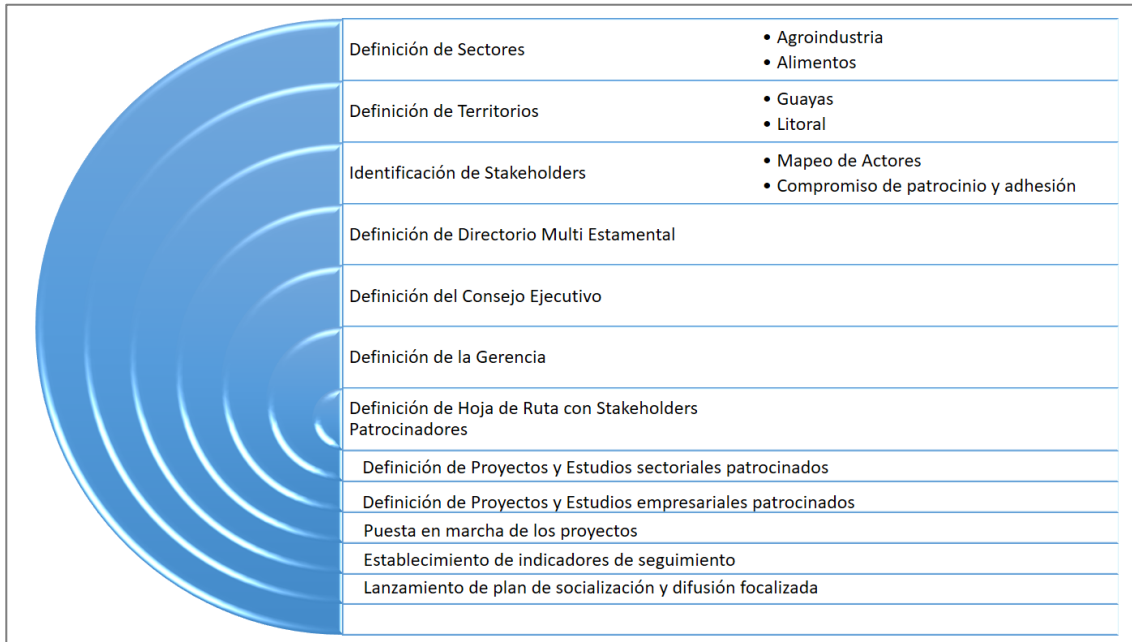 Definición de Sectores
• Agroindustria
• Alimentos
Definición de Territorios
• Guayas
• Litoral
Identificación de Stakeholders
• Mapeo de Actores
• Compromiso de patrocinio y adhesión
Definición de Directorio Multi Estamental
Definición del Consejo Ejecutivo
Definición de la Gerencia
Definición de Hoja de Ruta con Stakeholders
Patrocinadores
Definición de Proyectos y Estudios sectoriales patrocinados
Definición de Proyectos y Estudios empresariales patrocinados
Puesta en marcha de los proyectos
Establecimiento de indicadores de seguimiento
Lanzamiento de plan de socialización y difusión focalizada